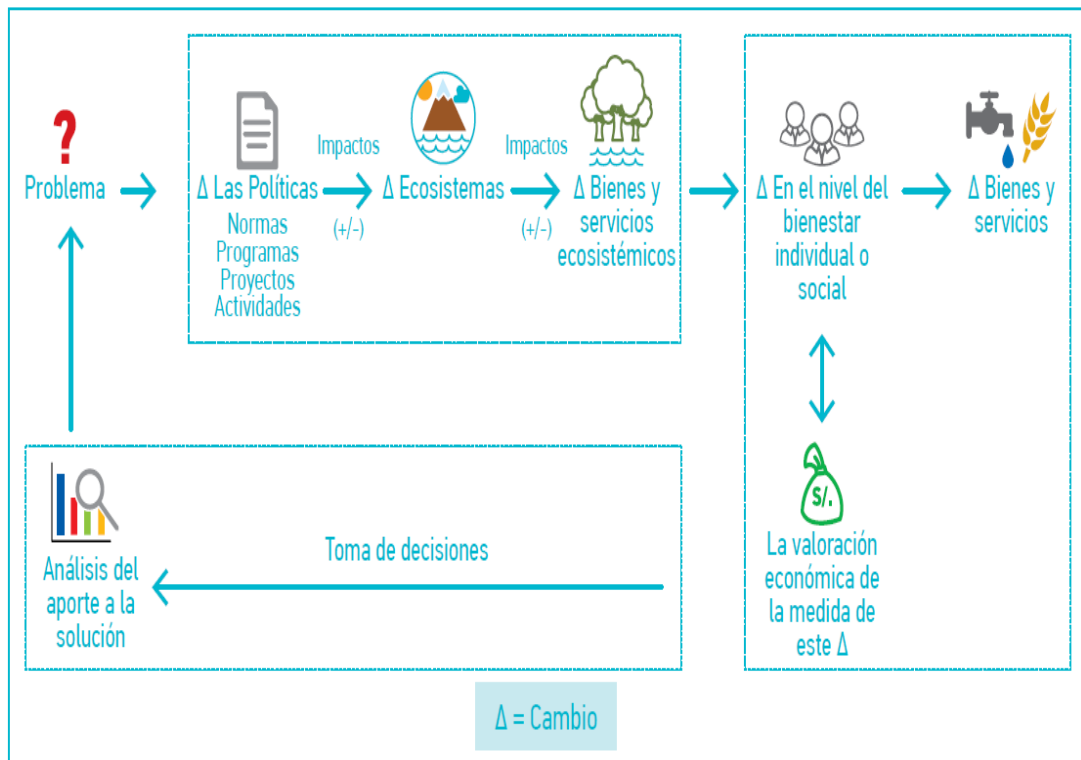 ?
Problema
Δ Las Políticas
Normas
Programas
Proyectos
Actividades
Impactos
(+/-)
Δ Ecosistemas
Impactos
(+/-)
Δ Bienes y
servicios
ecosistémicos
Δ En el nivel del
bienestar
individual o
social
Δ Bienes y
servicios
S/.
La valoración
económica de
la medida de
este Δ
Toma de decisiones
Análisis del
aporte a la
solución
Δ = Cambio